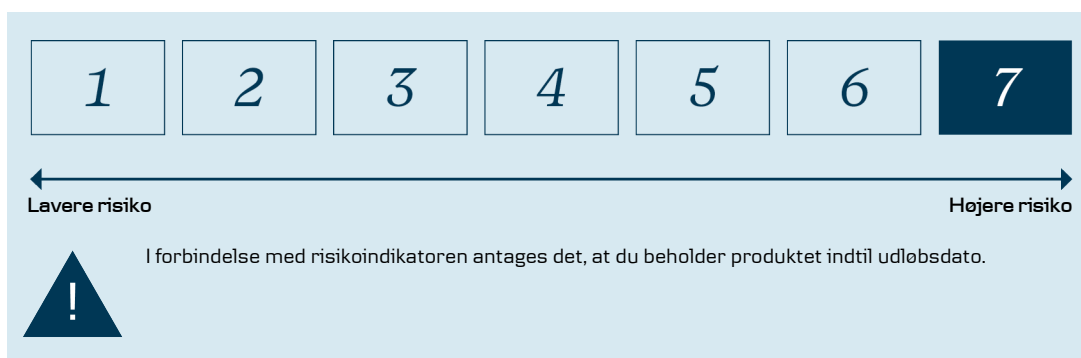 1 2 3 4 5 6 7
Lavere risiko Højere risiko
I forbindelse med risikoindikatoren antages det, at du beholder produktet indtil udløbsdato.
!